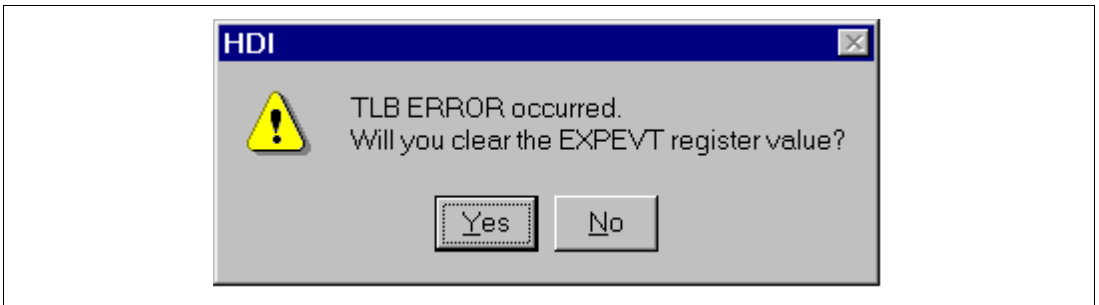 HDI
TLB ERROR occurred.
Will you clear the EXPEVT register value?
Yes
No